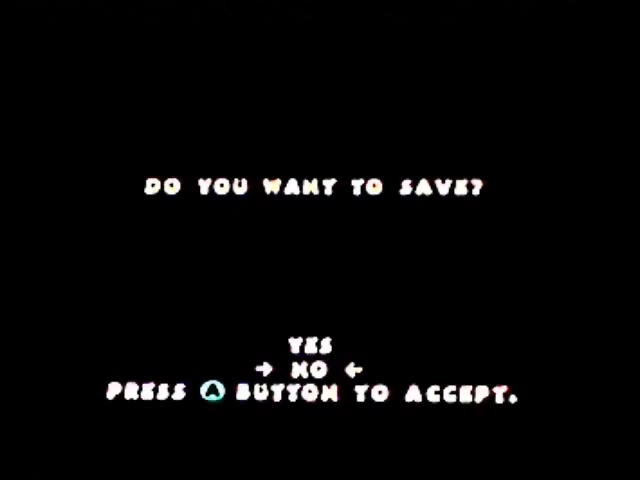 DO YOU WANT TO SAVE?
YES
→ NO ←
PRESS A BUTTON TO ACCEPT.